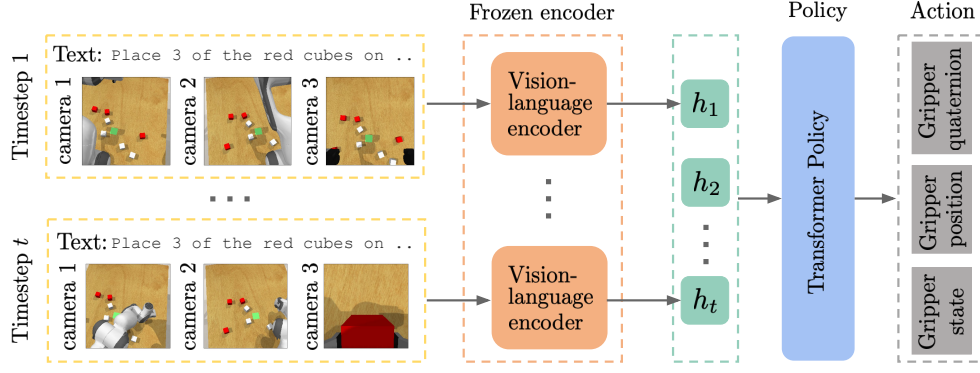 Frozen encoder
Policy
Action
Timestep 1
Text: Place 3 of the red cubes on ..
camera 1
camera 2
camera 3
Vision-
language
encoder
h₁
h₂
Transformer Policy
Gripper
quaternion
Gripper
position
Gripper
state
...
Timestep t
Text: Place 3 of the red cubes on ..
camera 1
camera 2
camera 3
Vision-
language
encoder
hₜ